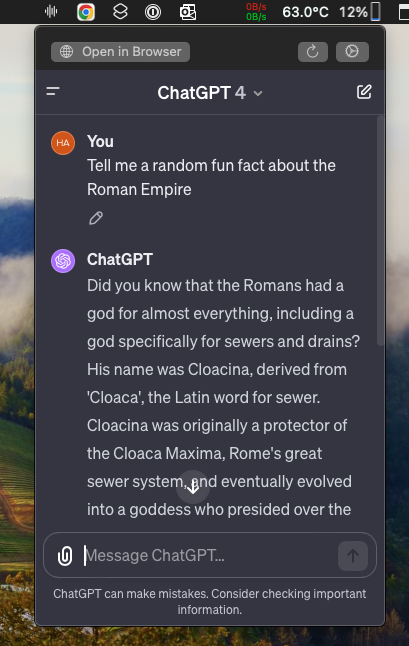 0B/s
0B/s
63.0°C 12%
Open in Browser
ChatGPT 4
HA
You
Tell me a random fun fact about the
Roman Empire
ChatGPT
Did you know that the Romans had a
god for almost everything, including a
god specifically for sewers and drains?
His name was Cloacina, derived from
'Cloaca', the Latin word for sewer.
Cloacina was originally a protector of
the Cloaca Maxima, Rome's great
sewer system, and eventually evolved
into a goddess who presided over the
Message ChatGPT...
ChatGPT can make mistakes. Consider checking important
information.